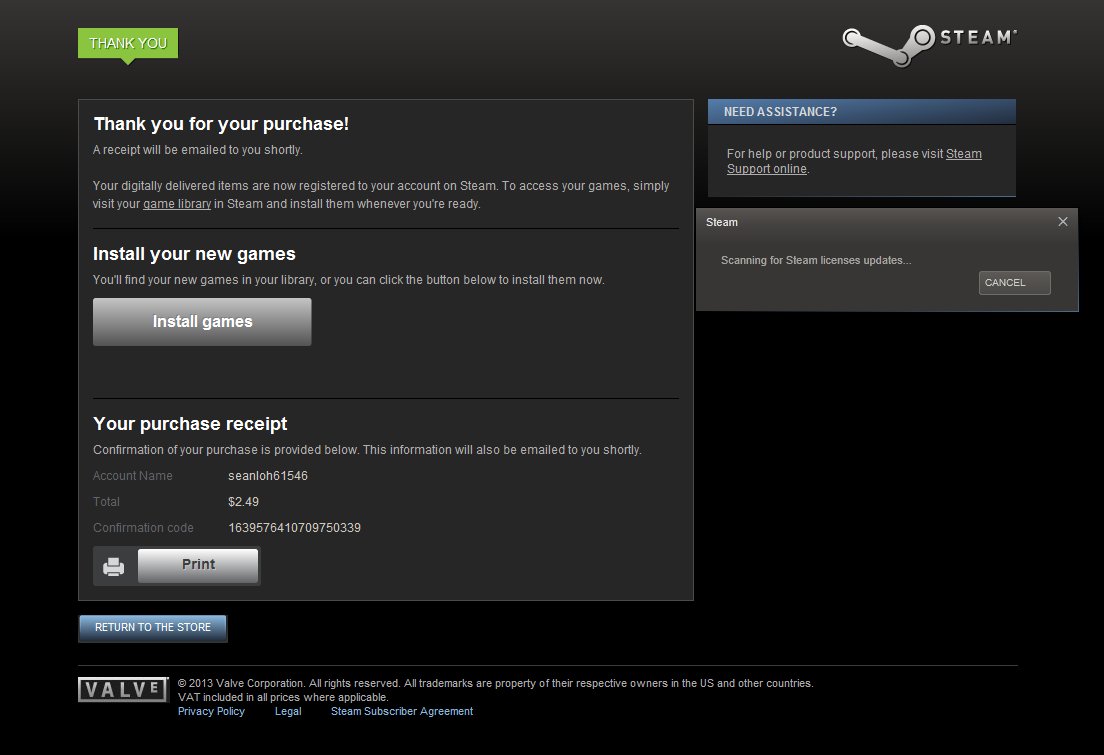 THANK YOU
STEAM®
Thank you for your purchase!
A receipt will be emailed to you shortly.
Your digitally delivered items are now registered to your account on Steam. To access your games, simply
visit your game library in Steam and install them whenever you're ready.
Install your new games
You'll find your new games in your library, or you can click the button below to install them now.
Install games
Your purchase receipt
Confirmation of your purchase is provided below. This information will also be emailed to you shortly.
Account Name seanloh61546
Total $2.49
Confirmation code 1639576410709750339
Print
NEED ASSISTANCE?
For help or product support, please visit Steam
Support online.
Steam
Scanning for Steam licenses updates...
CANCEL
RETURN TO THE STORE
VALVE
© 2013 Valve Corporation. All rights reserved. All trademarks are property of their respective owners in the US and other countries.
VAT included in all prices where applicable.
Privacy Policy Legal Steam Subscriber Agreement